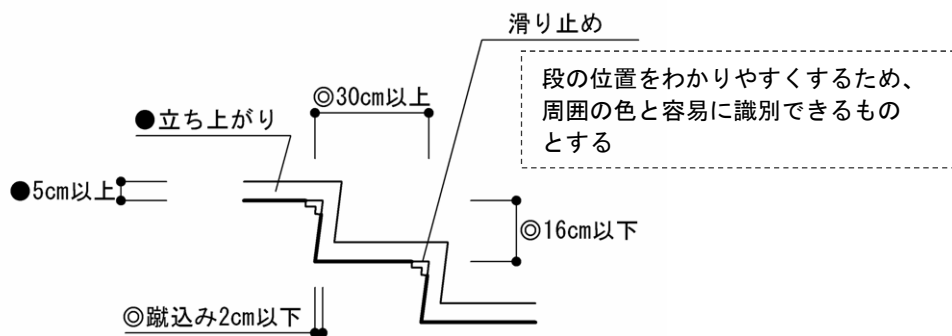 滑り止め
段の位置をわかりやすくするため、
周囲の色と容易に識別できるもの
とする
◎30cm以上
●立ち上がり
●5cm以上
◎16cm以下
◎蹴込み2cm以下